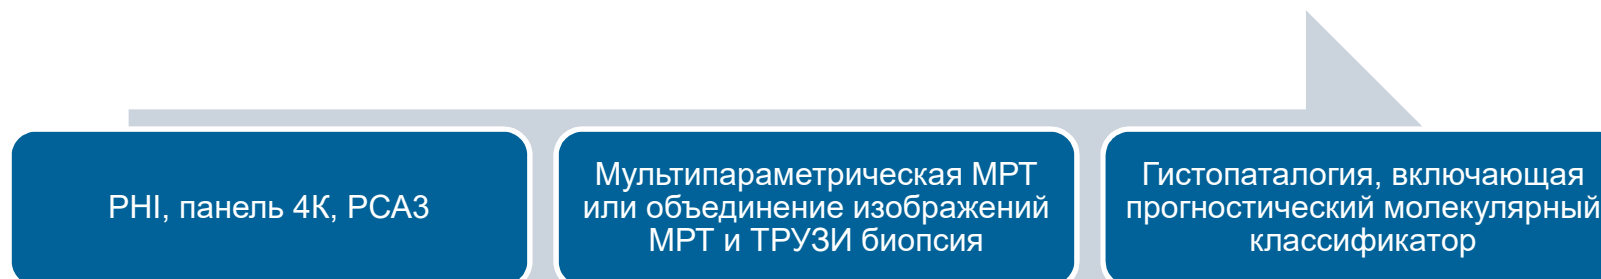 PHI, панель 4К, PCA3
Мультипараметрическая МРТ
или объединение изображений
МРТ и ТРУЗИ биопсия
Гистопаталогия, включающая
прогностический молекулярный
классификатор